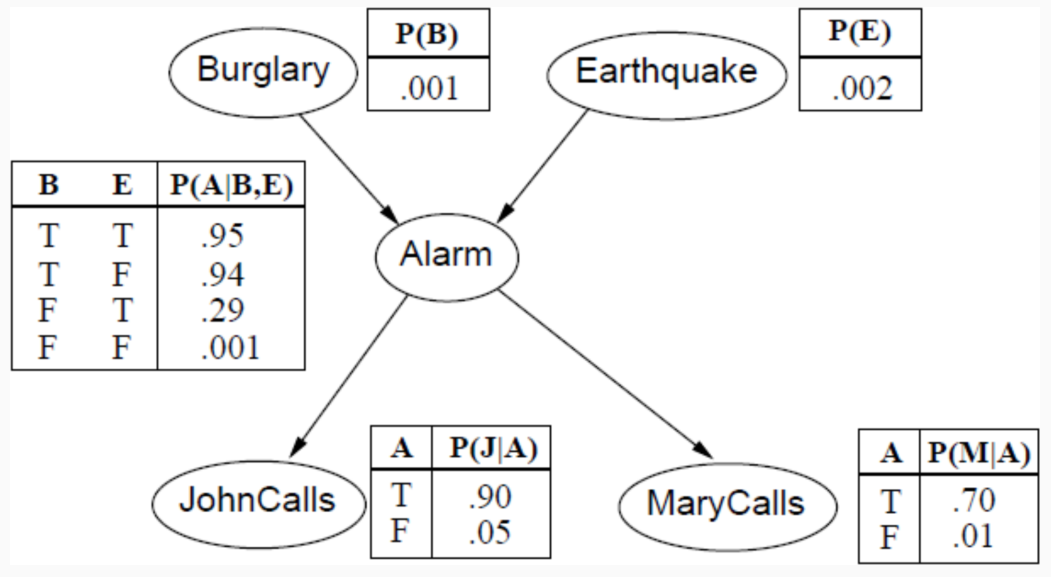 Burglary
P(B)
.001
Earthquake
P(E)
.002
B E P(A|B,E)
T T .95
T F .94
F T .29
F F .001
Alarm
JohnCalls
A P(J|A)
T .90
F .05
MaryCalls
A P(M|A)
T .70
F .01